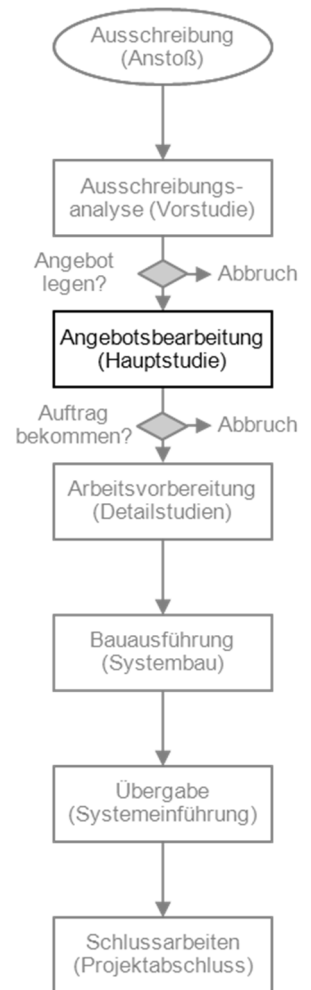 Ausschreibung
(Anstoß)
Ausschreibungs-
analyse (Vorstudie)
Angebot
legen?
Abbruch
Angebotsbearbeitung
(Hauptstudie)
Auftrag
bekommen?
Abbruch
Arbeitsvorbereitung
(Detailstudien)
Bauausführung
(Systembau)
Übergabe
(Systemeinführung)
Schlussarbeiten
(Projektabschluss)